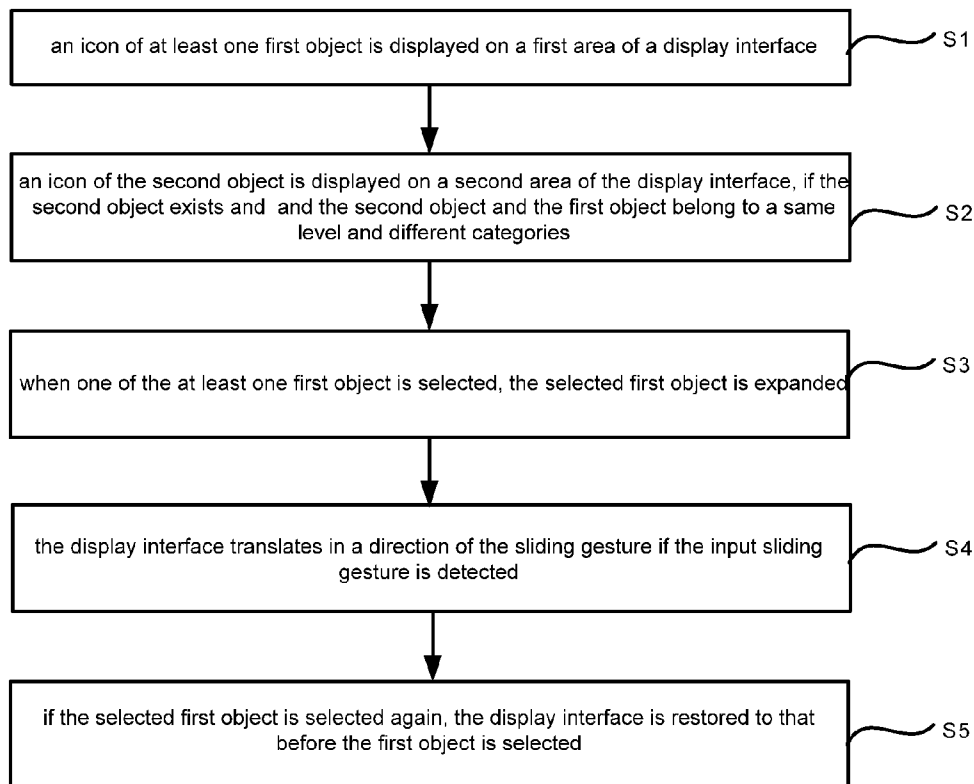 an icon of at least one first object is displayed on a first area of a display interface
S1
an icon of the second object is displayed on a second area of the display interface, if the
second object exists and and the second object and the first object belong to a same
level and different categories
S2
when one of the at least one first object is selected, the selected first object is expanded
S3
the display interface translates in a direction of the sliding gesture if the input sliding
gesture is detected
S4
if the selected first object is selected again, the display interface is restored to that
before the first object is selected
S5